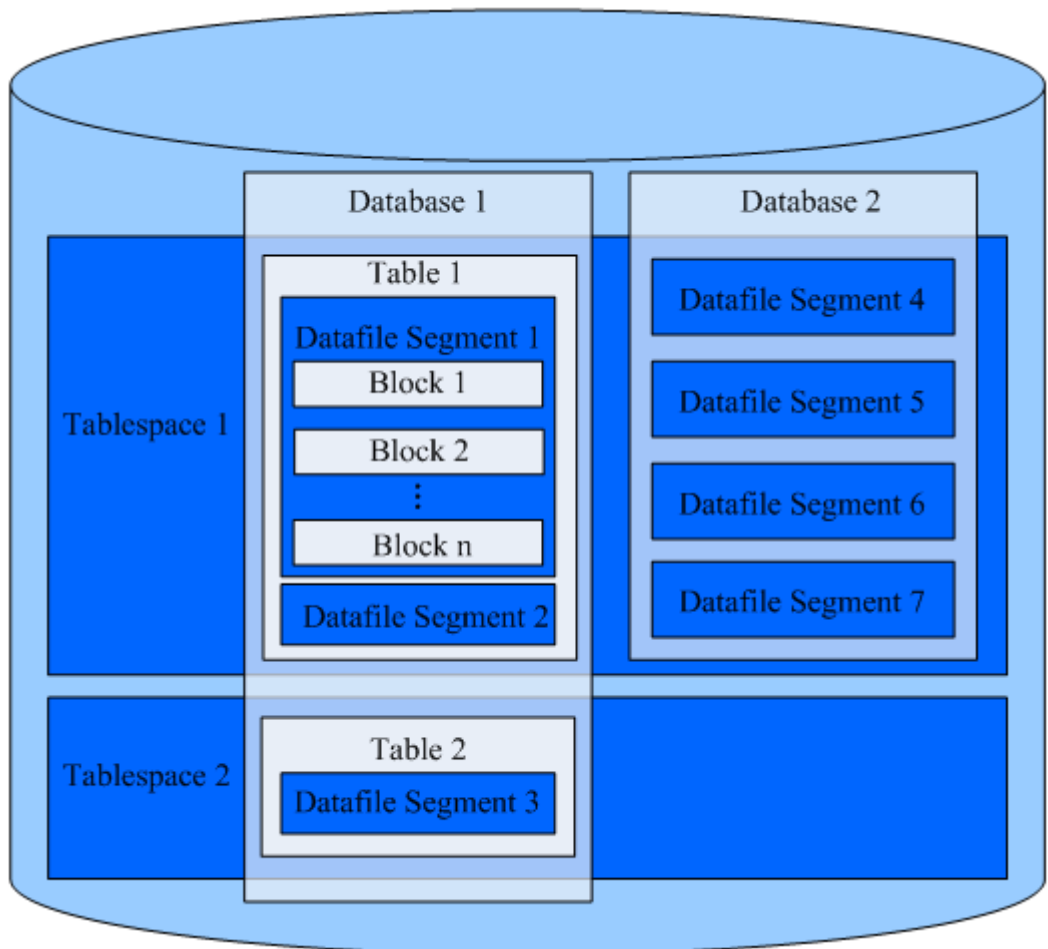 Database 1
Database 2
Tablespace 1
Table 1
Datafile Segment 1
Block 1
Block 2
⋮
Block n
Datafile Segment 2
Datafile Segment 4
Datafile Segment 5
Datafile Segment 6
Datafile Segment 7
Tablespace 2
Table 2
Datafile Segment 3